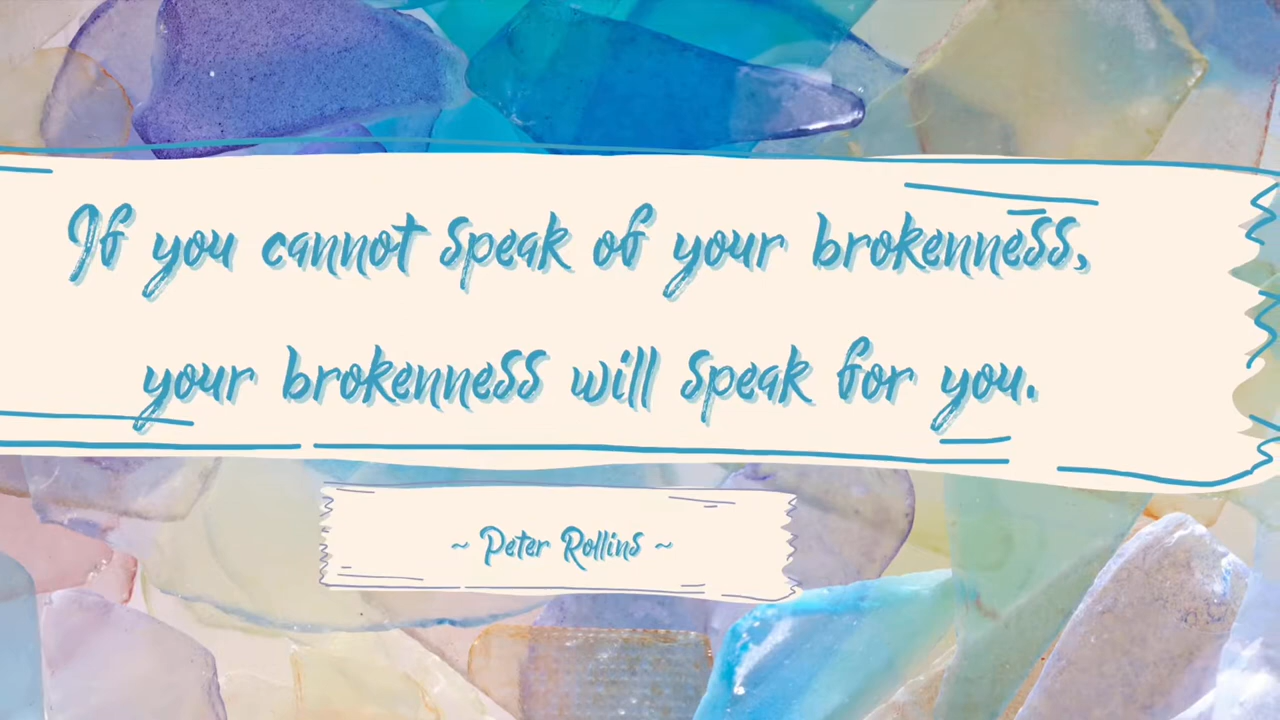 If you cannot speak of your brokenness,
your brokenness will speak for you.
~ Peter Rollins ~